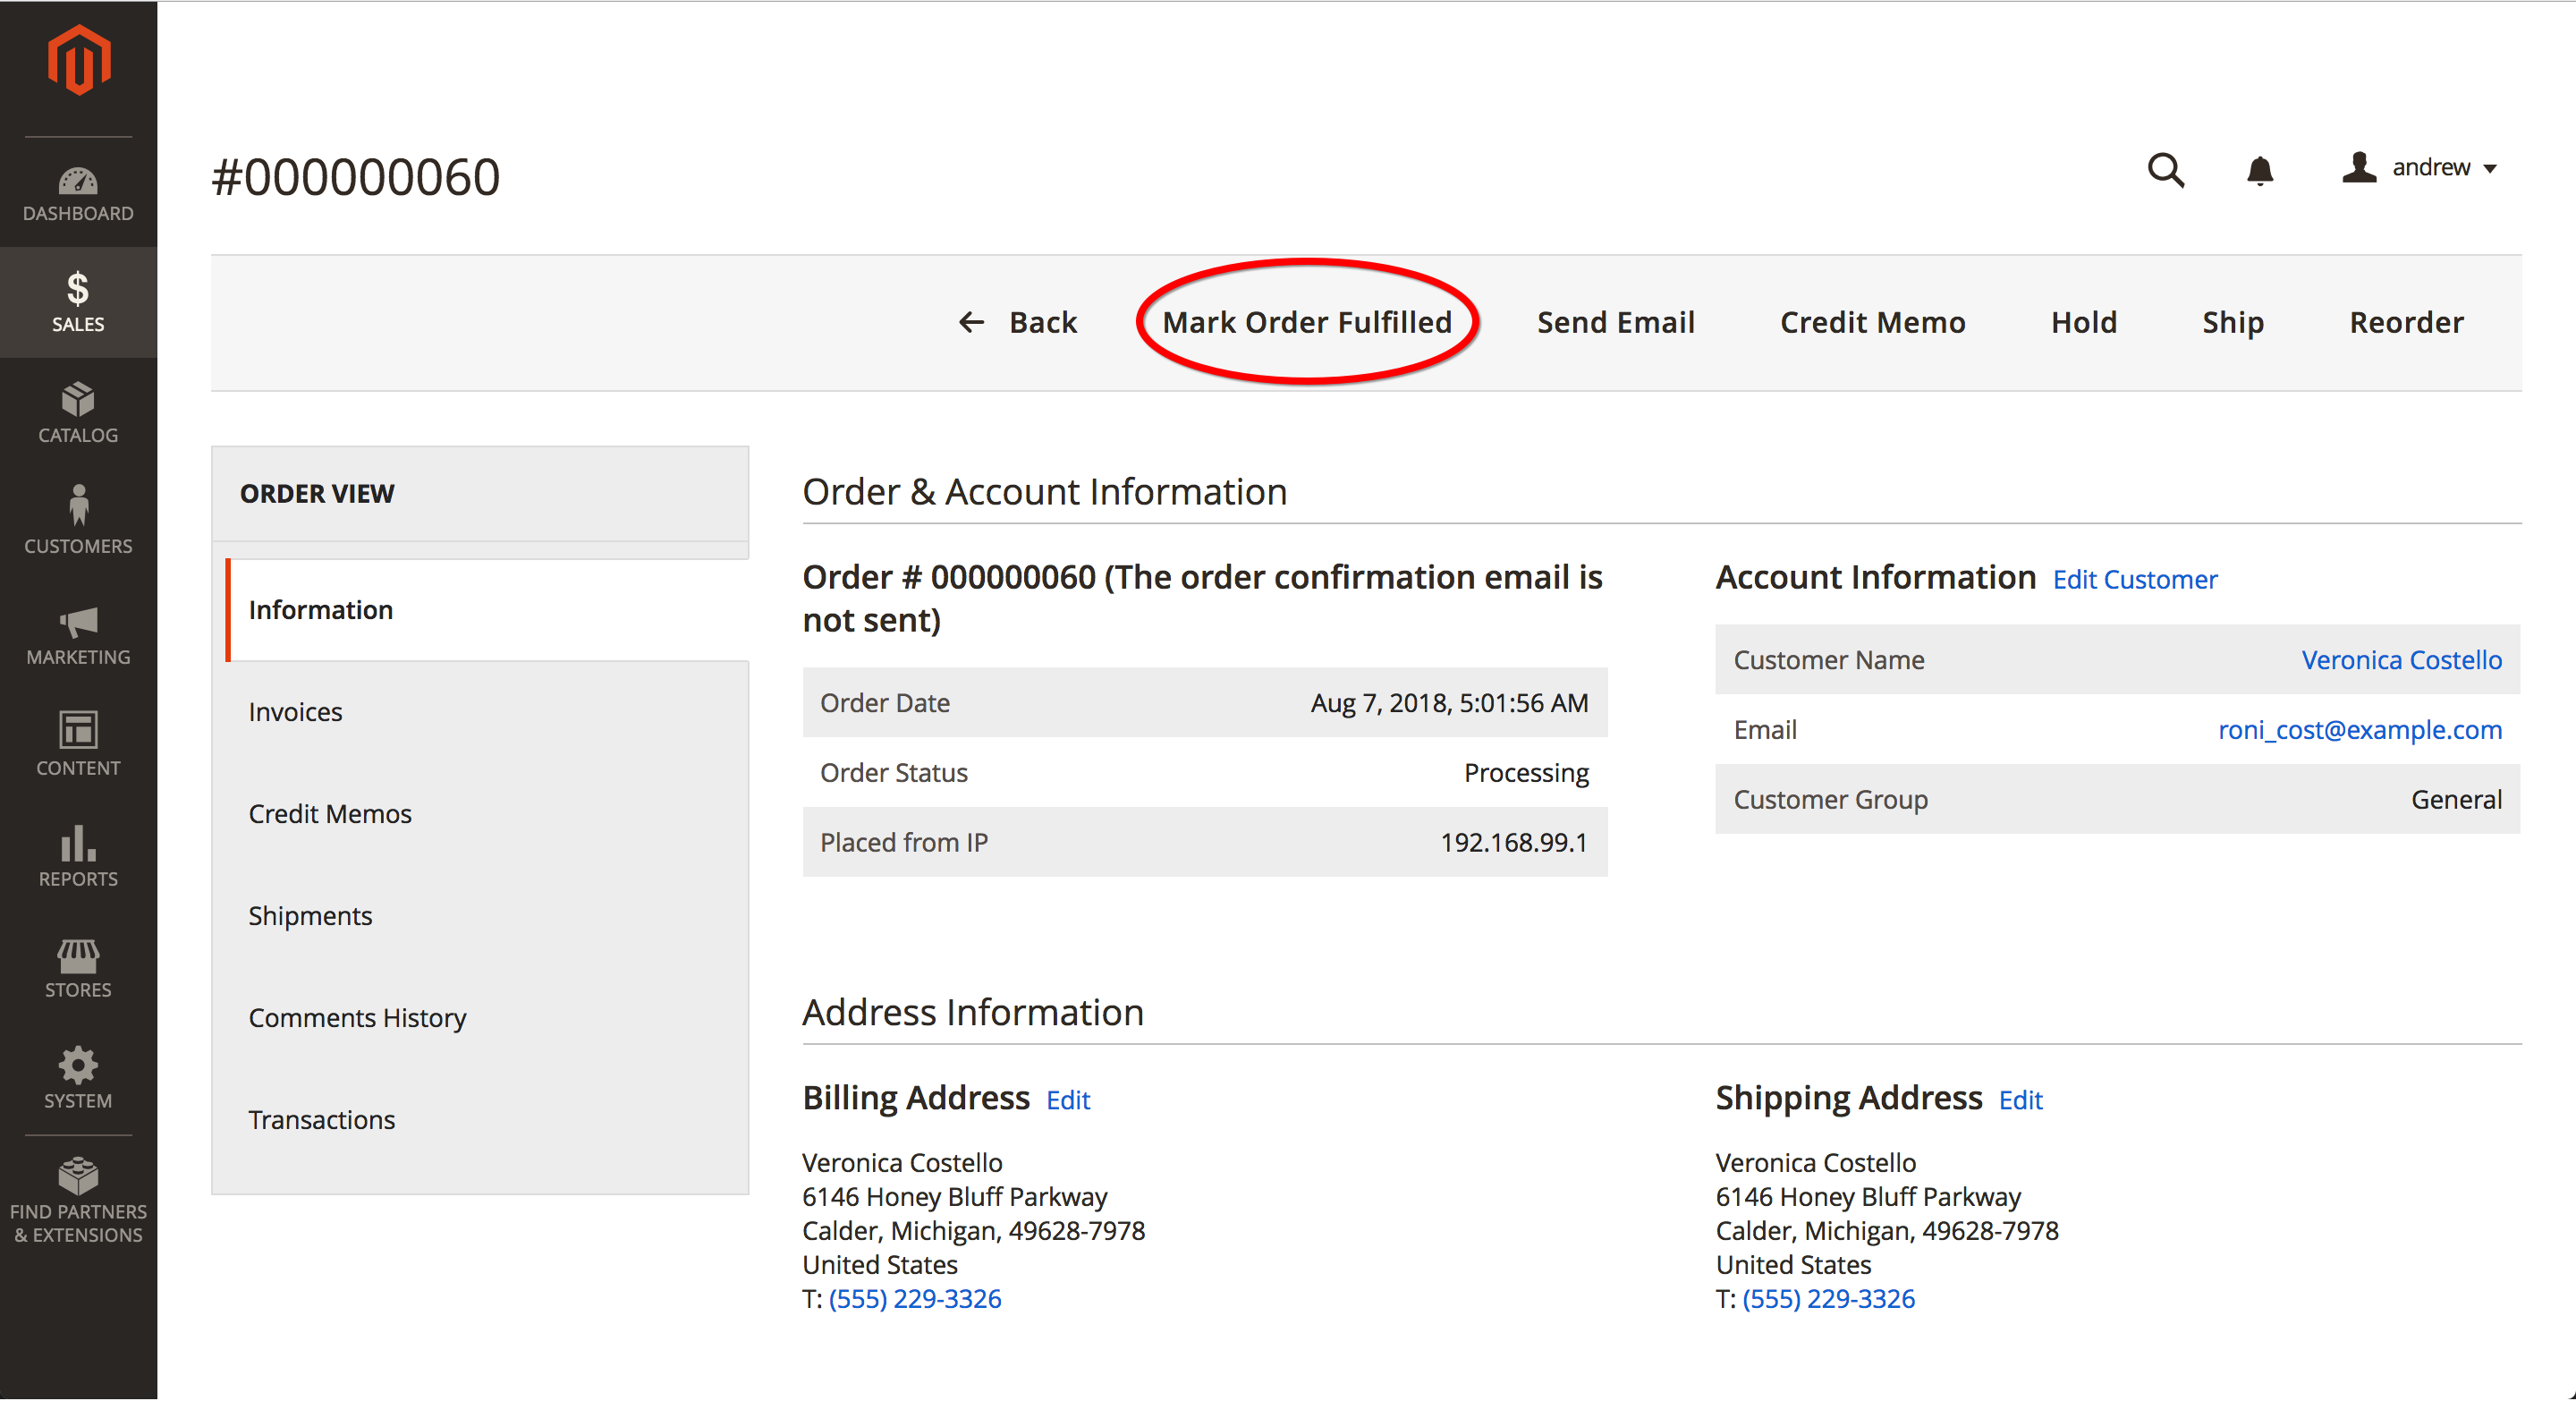 #000000060
andrew
DASHBOARD
SALES
CATALOG
CUSTOMERS
MARKETING
CONTENT
REPORTS
STORES
SYSTEM
FIND PARTNERS
& EXTENSIONS
Back Mark Order Fulfilled Send Email Credit Memo Hold Ship Reorder
ORDER VIEW
Information
Invoices
Credit Memos
Shipments
Comments History
Transactions
Order & Account Information
Order # 000000060 (The order confirmation email is
not sent)
Order Date Aug 7, 2018, 5:01:56 AM
Order Status Processing
Placed from IP 192.168.99.1
Account Information Edit Customer
Customer Name Veronica Costello
Email roni_cost@example.com
Customer Group General
Address Information
Billing Address Edit
Veronica Costello
6146 Honey Bluff Parkway
Calder, Michigan, 49628-7978
United States
T: (555) 229-3326
Shipping Address Edit
Veronica Costello
6146 Honey Bluff Parkway
Calder, Michigan, 49628-7978
United States
T: (555) 229-3326